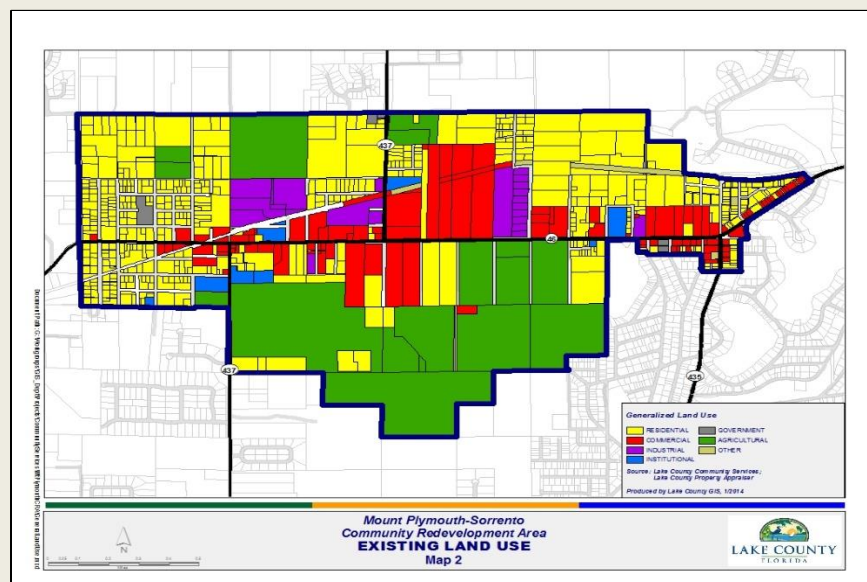 437
46
437
435
Generalized Land Use
RESIDENTIAL
COMMERCIAL
INDUSTRIAL
INSTITUTIONAL
GOVERNMENT
AGRICULTURAL
OTHER
Source: Lake County Community Services;
Lake County Property Appraiser
Produced by Lake County GIS, 1/2014
N
Mount Plymouth-Sorrento
Community Redevelopment Area
EXISTING LAND USE
Map 2
LAKE COUNTY
FLORIDA